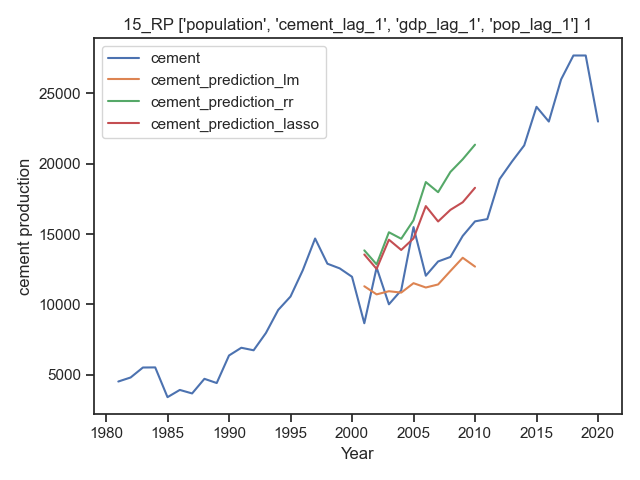 15_RP ['population', 'cement_lag_1', 'gdp_lag_1', 'pop_lag_1'] 1
cement
cement_prediction_lm
cement_prediction_rr
cement_prediction_lasso
cement production
25000
20000
15000
10000
5000
1980 1985 1990 1995 2000 2005 2010 2015 2020
Year